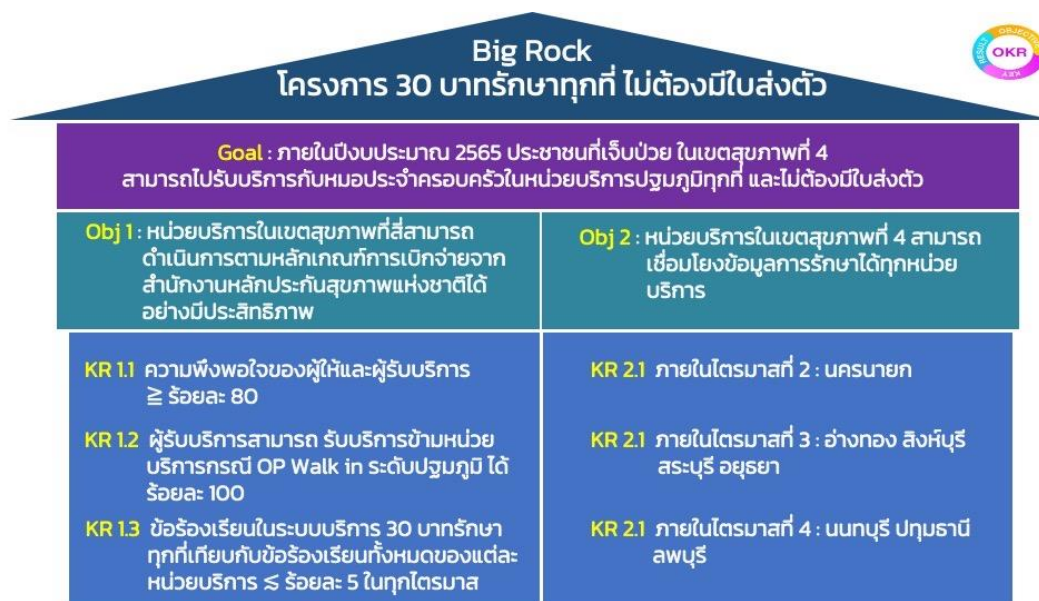 Big Rock
โครงการ 30 บาทรักษาทุกที่ ไม่ต้องมีใบส่งตัว
OBJECTIVE
OKR
KEY
RESULT
Goal : ภายในปีงบประมาณ 2565 ประชาชนที่เจ็บป่วย ในเขตสุขภาพที่ 4
สามารถไปรับบริการกับหมอประจำครอบครัวในหน่วยบริการปฐมภูมิทุกที่ และไม่ต้องมีใบส่งตัว
Obj 1 : หน่วยบริการในเขตสุขภาพที่สี่สามารถ
ดำเนินการตามหลักเกณฑ์การเบิกจ่ายจาก
สำนักงานหลักประกันสุขภาพแห่งชาติได้
อย่างมีประสิทธิภาพ
Obj 2 : หน่วยบริการในเขตสุขภาพที่ 4 สามารถ
เชื่อมโยงข้อมูลการรักษาได้ทุกหน่วย
บริการ
KR 1.1 ความพึงพอใจของผู้ให้และผู้รับบริการ
≧ ร้อยละ 80
KR 1.2 ผู้รับบริการสามารถ รับบริการข้ามหน่วย
บริการกรณี OP Walk in ระดับปฐมภูมิ ได้
ร้อยละ 100
KR 1.3 ข้อร้องเรียนในระบบบริการ 30 บาทรักษา
ทุกที่เทียบกับข้อร้องเรียนทั้งหมดของแต่ละ
หน่วยบริการ ≲ ร้อยละ 5 ในทุกไตรมาส
KR 2.1 ภายในไตรมาสที่ 2 : นครนายก
KR 2.1 ภายในไตรมาสที่ 3 : อ่างทอง สิงห์บุรี
สระบุรี อยุธยา
KR 2.1 ภายในไตรมาสที่ 4 : นนทบุรี ปทุมธานี
ลพบุรี